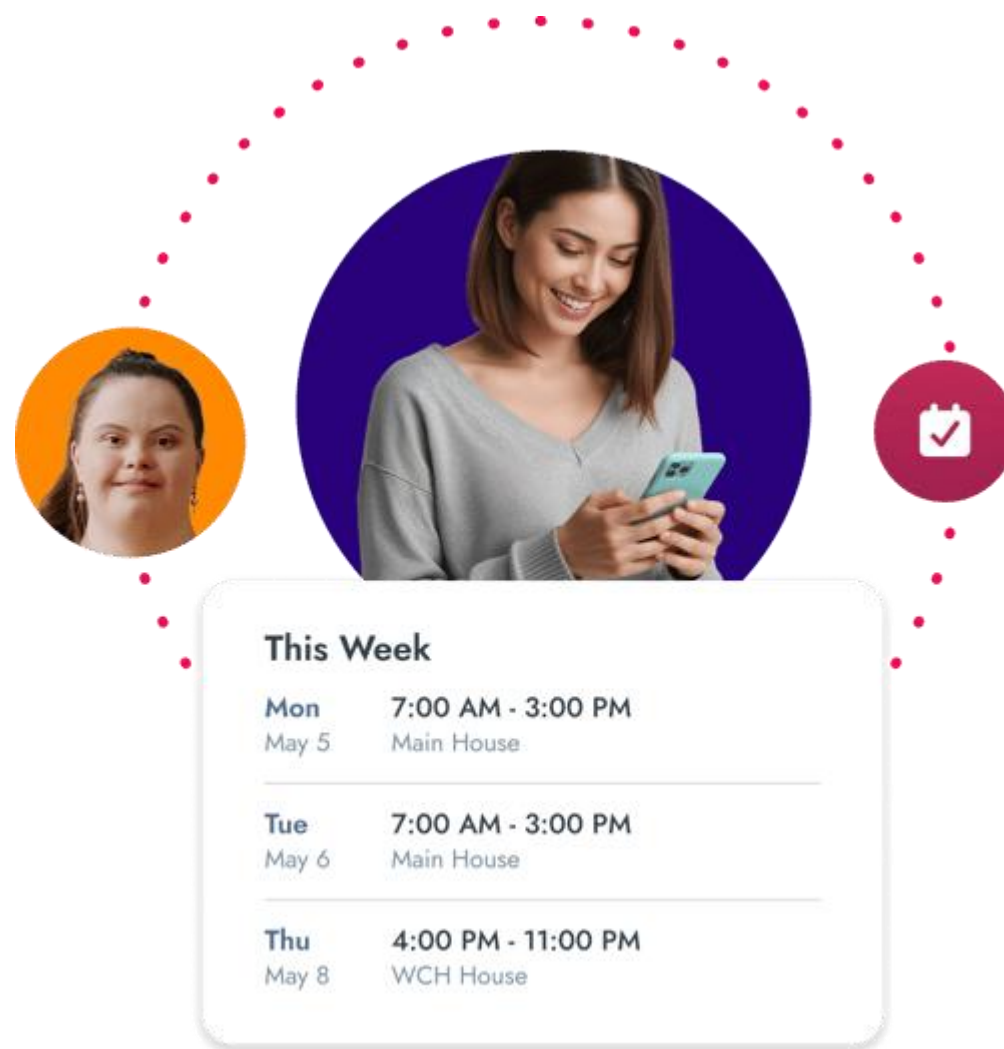 This Week
Mon 7:00 AM - 3:00 PM
May 5 Main House
Tue 7:00 AM - 3:00 PM
May 6 Main House
Thu 4:00 PM - 11:00 PM
May 8 WCH House